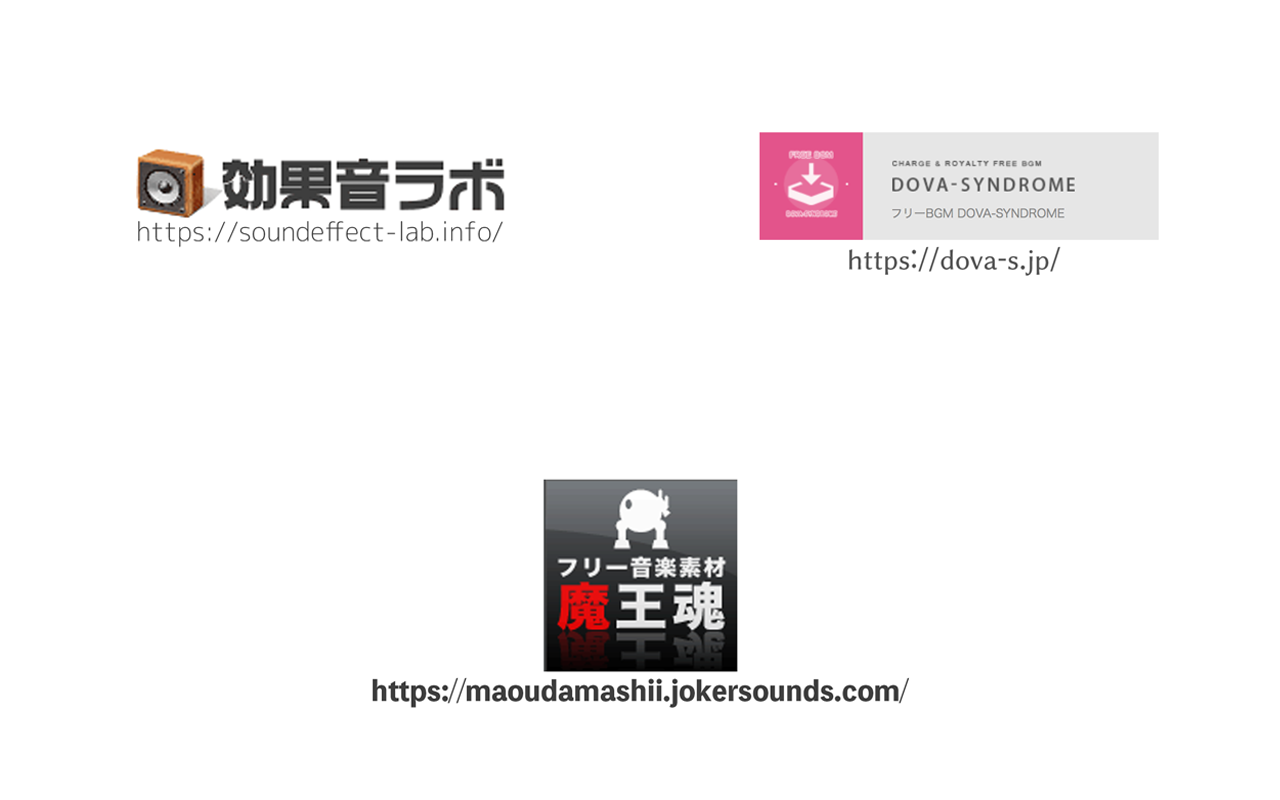 効果音ラボ
https://soundeffect-lab.info/
FREE BGM
DOVA-SYNDROME
CHARGE & ROYALTY FREE BGM
DOVA-SYNDROME
フリーBGM DOVA-SYNDROME
https://dova-s.jp/
フリー音楽素材
魔王魂
https://maoudamashii.jokersounds.com/